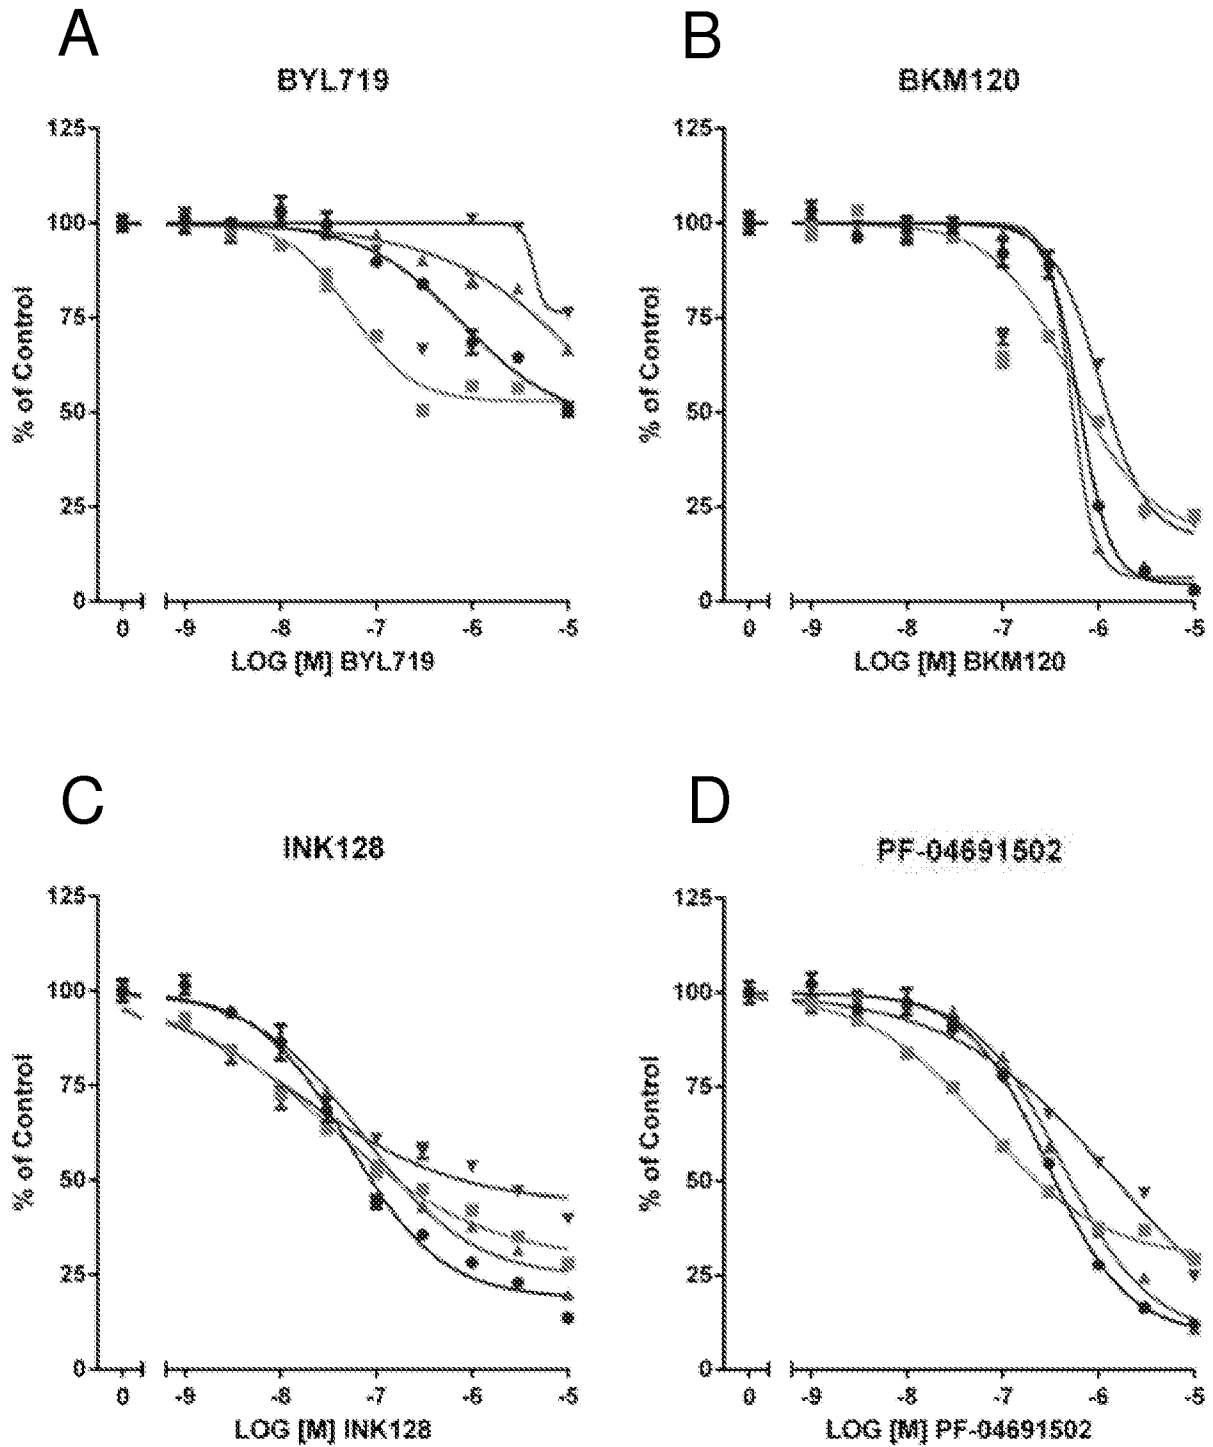 A
BYL719
125
100
75
50
25
0
% of Control
0 -9 -8 -7 -6 -5
LOG [M] BYL719
B
BKM120
125
100
75
50
25
0
% of Control
0 -9 -8 -7 -6 -5
LOG [M] BKM120
C
INK128
125
100
75
50
25
0
% of Control
0 -9 -8 -7 -6 -5
LOG [M] INK128
D
PF-04691502
125
100
75
50
25
0
% of Control
0 -9 -8 -7 -6 -5
LOG [M] PF-04691502